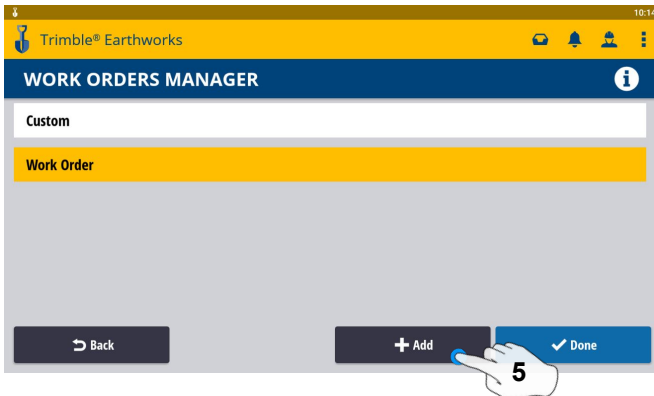 10:14
Trimble® Earthworks
WORK ORDERS MANAGER
i
Custom
Work Order
Back
Add
Done
5